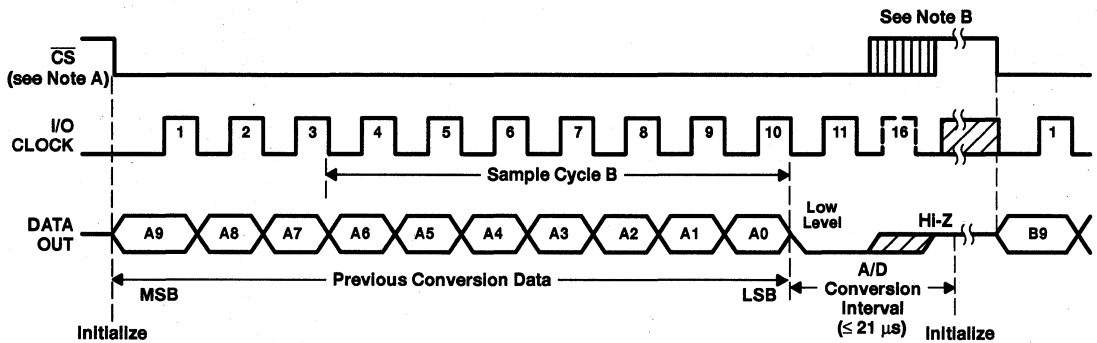 See Note B
CS
(see Note A)
I/O
CLOCK
1 2 3 4 5 6 7 8 9 10 11 16 1
Sample Cycle B
DATA
OUT
A9 A8 A7 A6 A5 A4 A3 A2 A1 A0
Low
Level
Hi-Z
B9
Previous Conversion Data
MSB
LSB
A/D
Conversion
Interval
(≤ 21 μs)
Initialize
Initialize